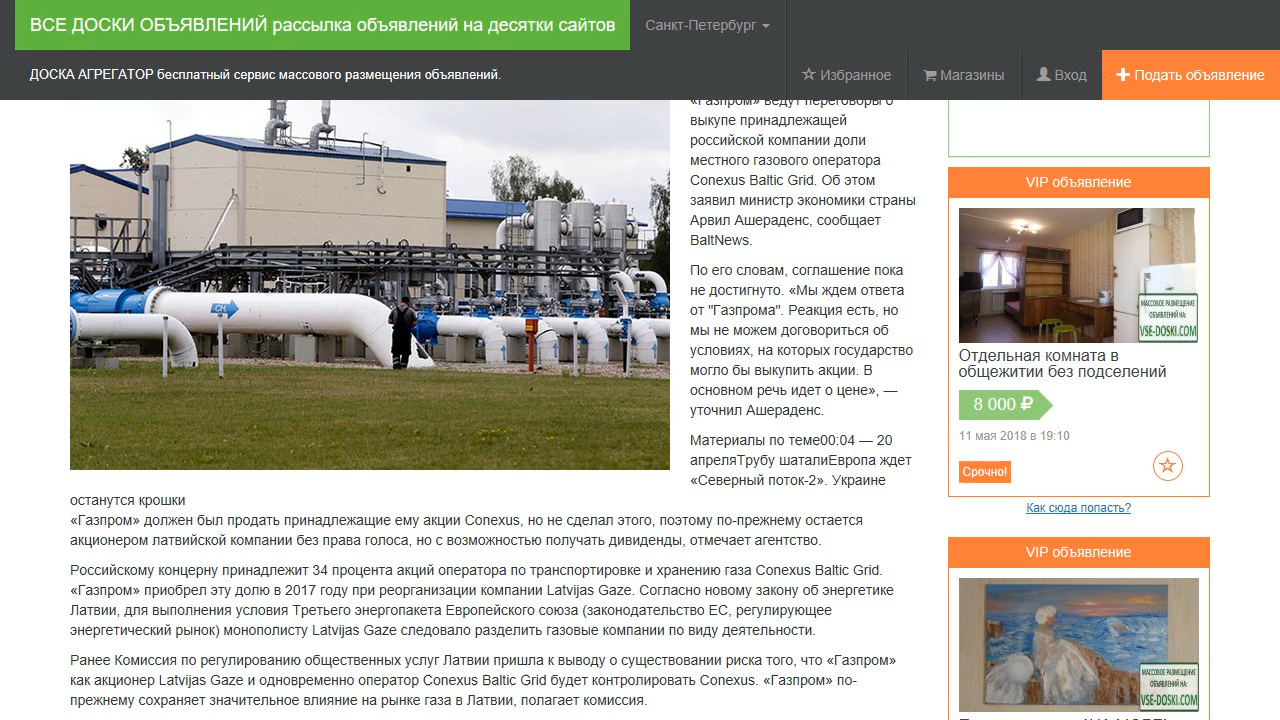 ВСЕ ДОСКИ ОБЪЯВЛЕНИЙ рассылка объявлений на десятки сайтов
Санкт-Петербург
ДОСКА АГРЕГАТОР бесплатный сервис массового размещения объявлений.
Избранное
Магазины
Вход
Подать объявление
«Газпром» ведут переговоры о
выкупе принадлежащей
российской компании доли
местного газового оператора
Conexus Baltic Grid. Об этом
заявил министр экономики страны
Арвил Ашераденс, сообщает
BaltNews.
По его словам, соглашение пока
не достигнуто. «Мы ждем ответа
от "Газпрома". Реакция есть, но
мы не можем договориться об
условиях, на которых государство
могло бы выкупить акции. В
основном речь идет о цене», —
уточнил Ашераденс.
Материалы по теме00:04 — 20
апреляТрубу шаталиЕвропа ждет
«Северный поток-2». Украине
останутся крошки
«Газпром» должен был продать принадлежащие ему акции Conexus, но не сделал этого, поэтому по-прежнему остается
акционером латвийской компании без права голоса, но с возможностью получать дивиденды, отмечает агентство.
Российскому концерну принадлежит 34 процента акций оператора по транспортировке и хранению газа Conexus Baltic Grid.
«Газпром» приобрел эту долю в 2017 году при реорганизации компании Latvijas Gaze. Согласно новому закону об энергетике
Латвии, для выполнения условия Третьего энергопакета Европейского союза (законодательство ЕС, регулирующее
энергетический рынок) монополисту Latvijas Gaze следовало разделить газовые компании по виду деятельности.
Ранее Комиссия по регулированию общественных услуг Латвии пришла к выводу о существовании риска того, что «Газпром»
как акционер Latvijas Gaze и одновременно оператор Conexus Baltic Grid будет контролировать Conexus. «Газпром» по-
прежнему сохраняет значительное влияние на рынке газа в Латвии, полагает комиссия.
VIP объявление
МАССОВОЕ РАЗМЕЩЕНИЕ
ОБЪЯВЛЕНИЙ НА:
VSE-DOSKI.COM
Отдельная комната в
общежитии без подселений
8 000 ₽
11 мая 2018 в 19:10
Срочно!
Как сюда попасть?
VIP объявление
МАССОВОЕ РАЗМЕЩЕНИЕ
ОБЪЯВЛЕНИЙ НА:
VSE-DOSKI.COM